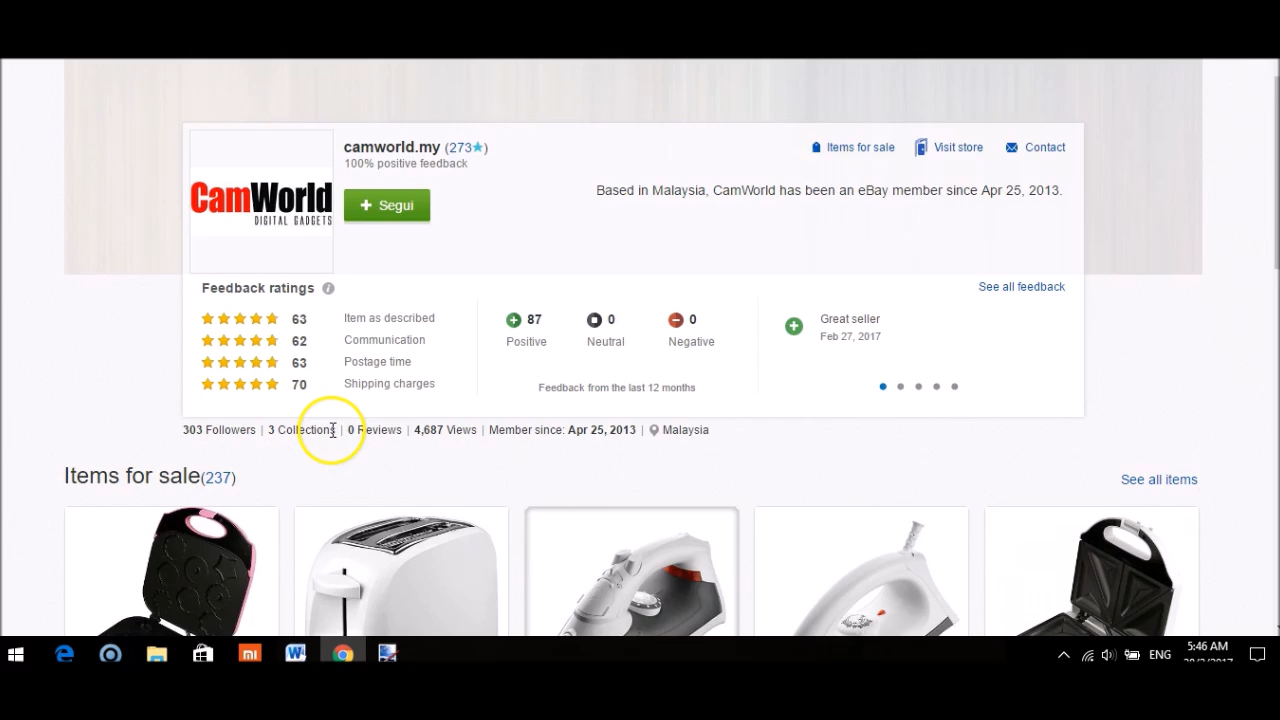 camworld.my (273★)
100% positive feedback
+ Segui
Items for sale
Visit store
Contact
Based in Malaysia, CamWorld has been an eBay member since Apr 25, 2013.
CamWorld
DIGITAL GADGETS
Feedback ratings
See all feedback
63 Item as described
62 Communication
63 Postage time
70 Shipping charges
87 Positive
0 Neutral
0 Negative
Feedback from the last 12 months
Great seller
Feb 27, 2017
303 Followers | 3 Collections | 0 Reviews | 4,687 Views | Member since: Apr 25, 2013 | Malaysia
Items for sale(237)
See all items
mi
W
ENG
5:46 AM